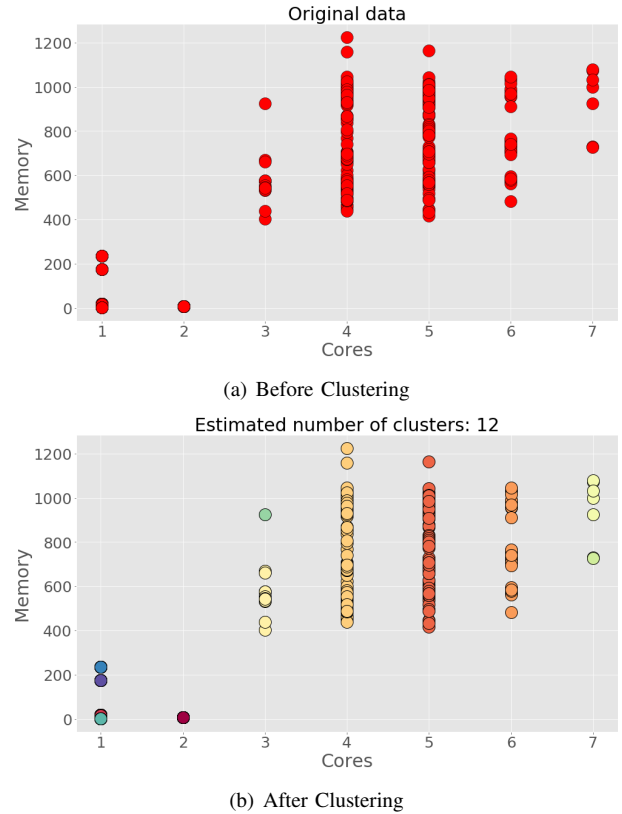 Original data
1200
1000
800
600
400
200
0
Memory
1 2 3 4 5 6 7
Cores
(a) Before Clustering
Estimated number of clusters: 12
1200
1000
800
600
400
200
0
Memory
1 2 3 4 5 6 7
Cores
(b) After Clustering